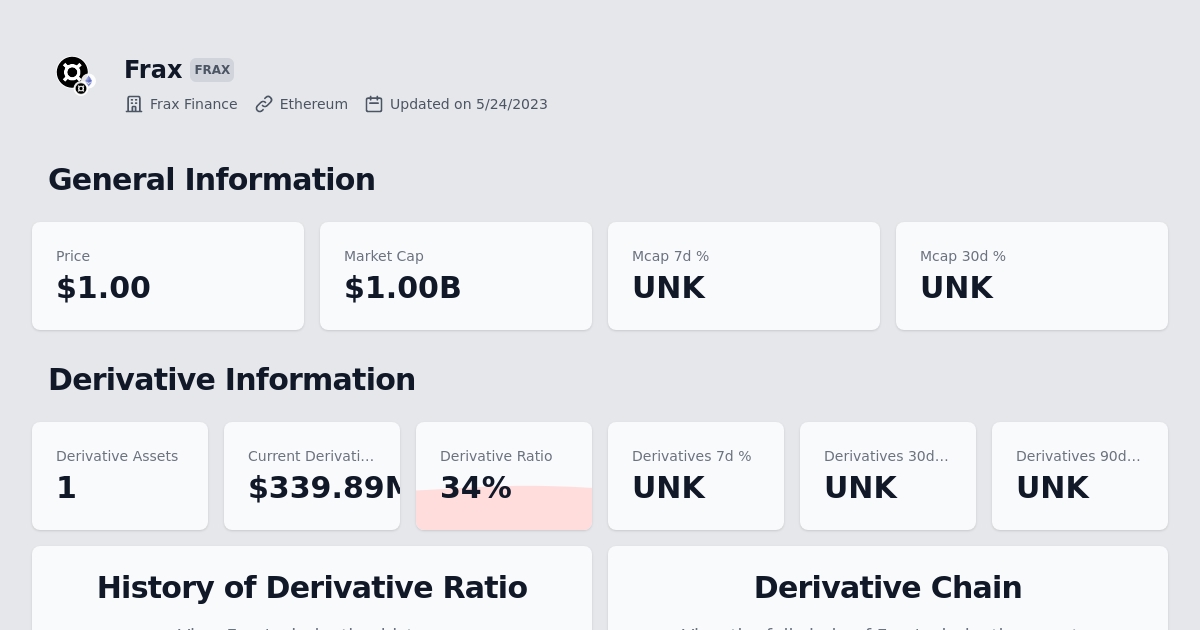 Frax FRAX
Frax Finance Ethereum Updated on 5/24/2023
General Information
Price Market Cap Mcap 7d % Mcap 30d %
$1.00 $1.00B UNK UNK
Derivative Information
Derivative Assets Current Derivati... Derivative Ratio Derivatives 7d % Derivatives 30d... Derivatives 90d...
1 $339.89M 34% UNK UNK UNK
History of Derivative Ratio Derivative Chain